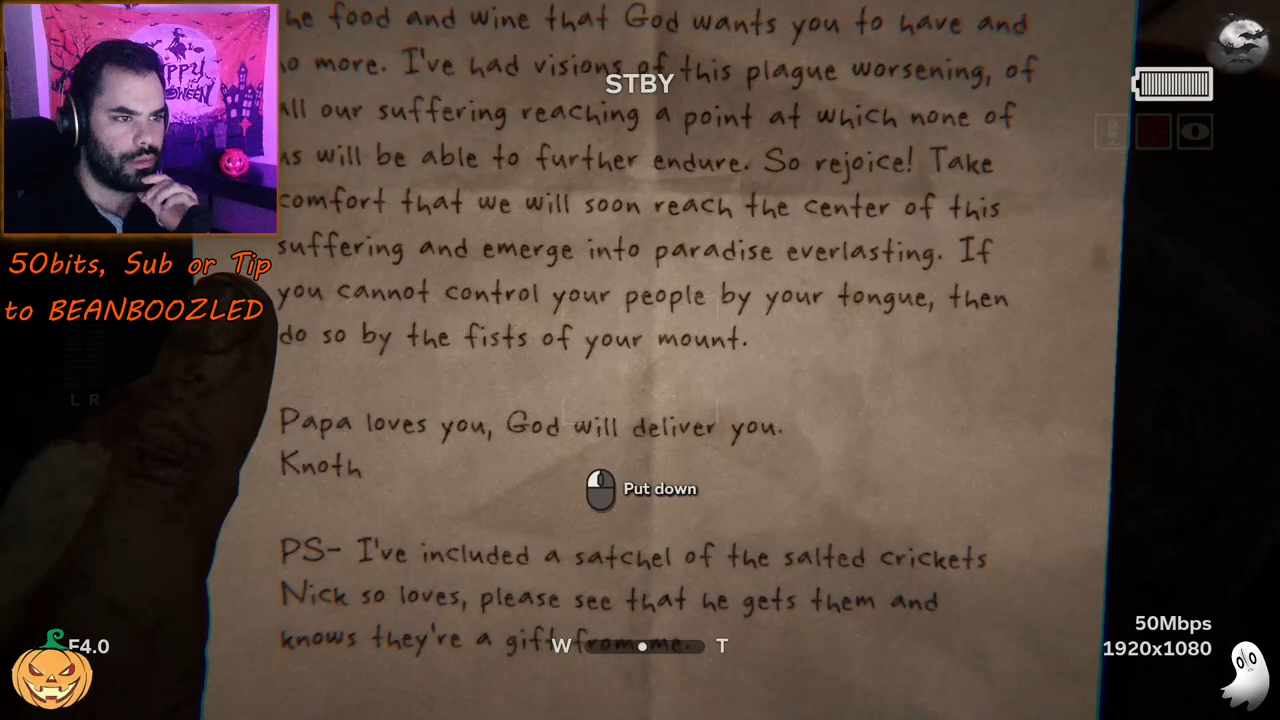 he food and wine that God wants you to have and
no more. I've had visions of this plague worsening, of
all our suffering reaching a point at which none of
us will be able to further endure. So rejoice! Take
comfort that we will soon reach the center of this
suffering and emerge into paradise everlasting. If
you cannot control your people by your tongue, then
do so by the fists of your mount.
Papa loves you, God will deliver you.
Knoth
PS- I've included a satchel of the salted crickets
Nick so loves, please see that he gets them and
knows they're a gift from me.
STBY
Put down
HAPPY
HALLOWEEN
50bits, Sub or Tip
to BEANBOOZLED
L R
F4.0
W T
50Mbps
1920x1080